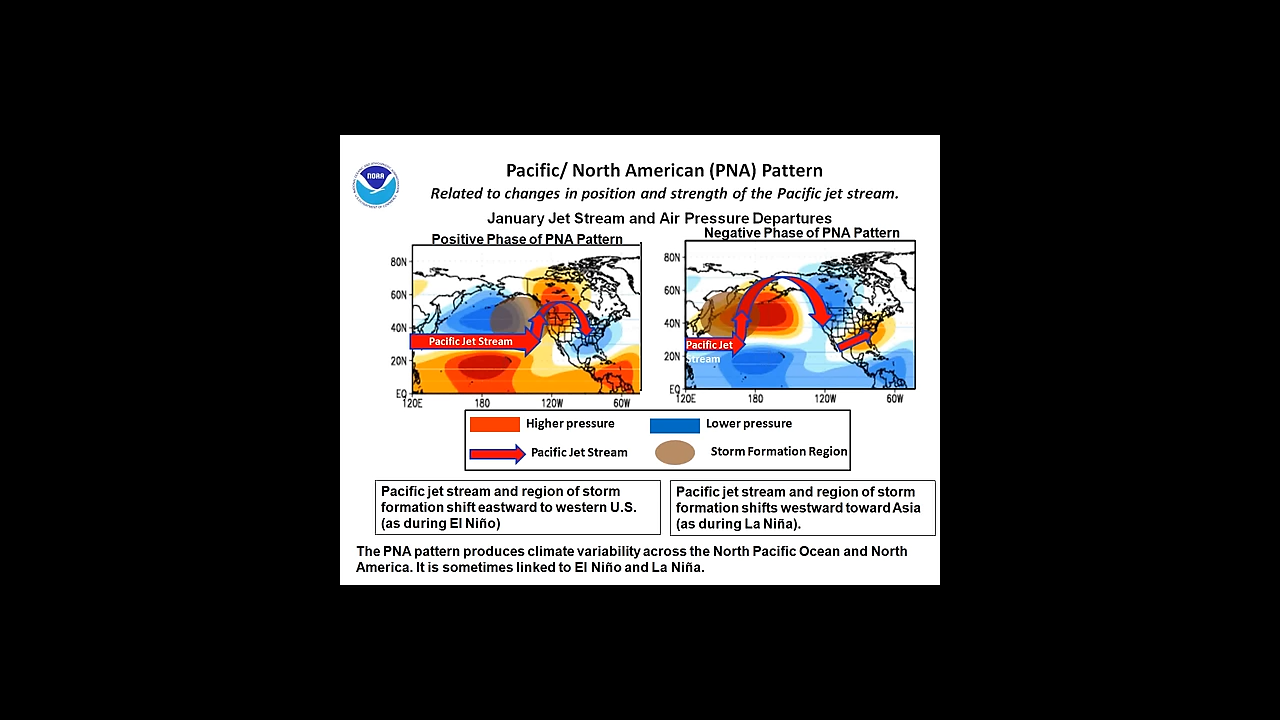 Pacific/ North American (PNA) Pattern
Related to changes in position and strength of the Pacific jet stream.
January Jet Stream and Air Pressure Departures
Positive Phase of PNA Pattern
Negative Phase of PNA Pattern
NOAA
80N
60N
40N
20N
EQ
120E
180
120W
60W
Pacific Jet Stream
80N
60N
40N
20N
EQ
120E
180
120W
60W
Pacific Jet
Stream
Higher pressure
Lower pressure
Pacific Jet Stream
Storm Formation Region
Pacific jet stream and region of storm
formation shift eastward to western U.S.
(as during El Niño)
Pacific jet stream and region of storm
formation shifts westward toward Asia
(as during La Niña).
The PNA pattern produces climate variability across the North Pacific Ocean and North
America. It is sometimes linked to El Niño and La Niña.